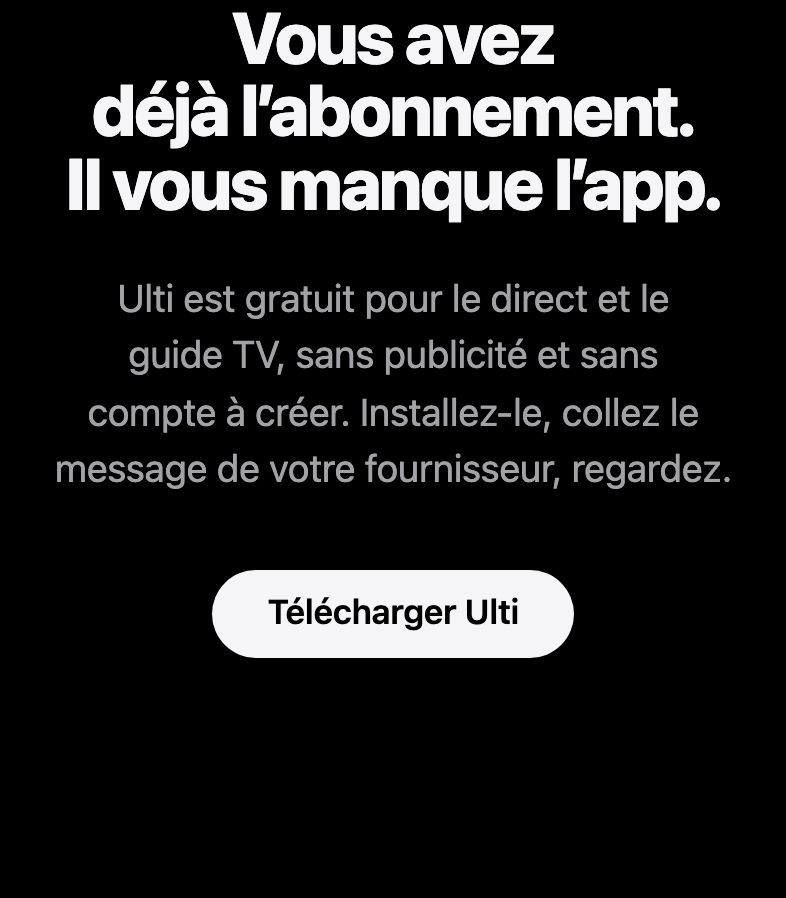 Vous avez
déjà l’abonnement.
Il vous manque l’app.
Ulti est gratuit pour le direct et le
guide TV, sans publicité et sans
compte à créer. Installez-le, collez le
message de votre fournisseur, regardez.
Télécharger Ulti